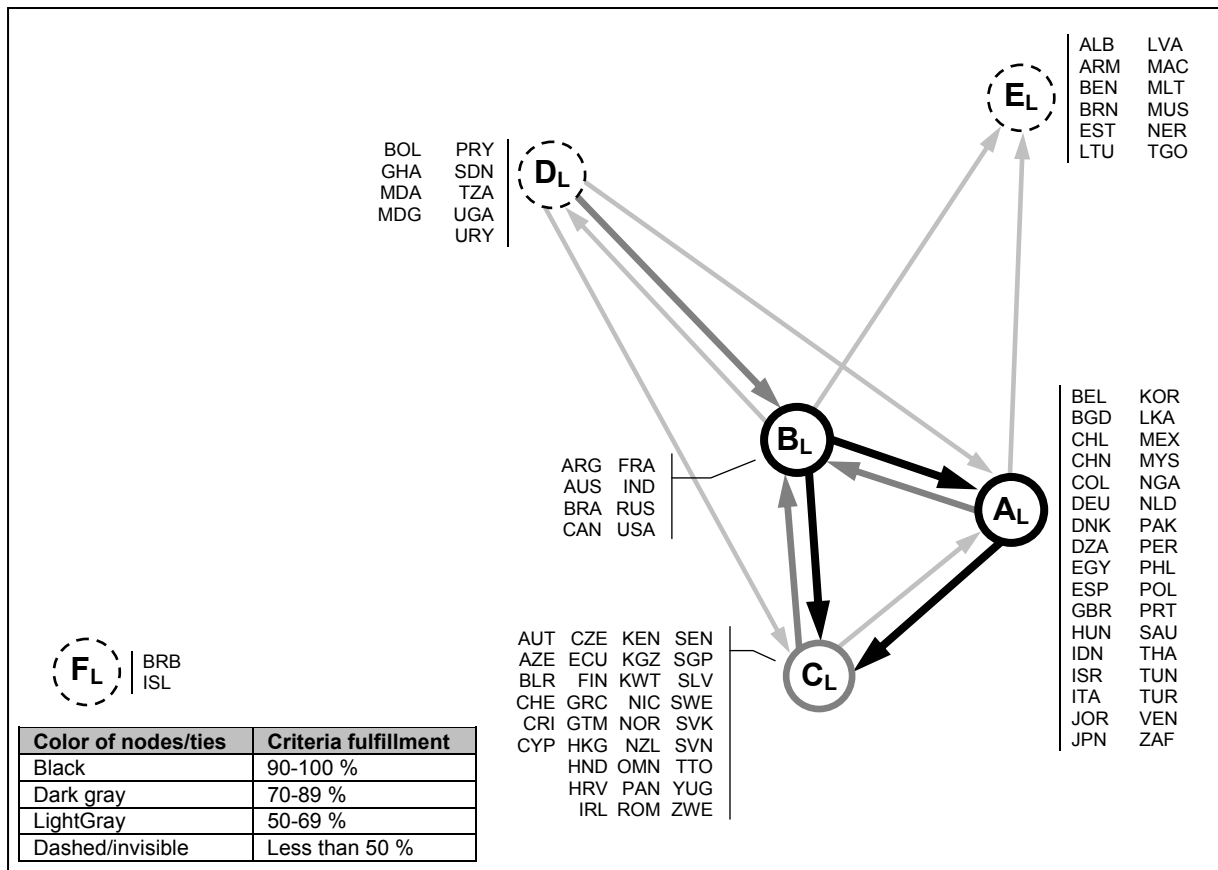 ALB LVA
ARM MAC
BEN MLT
BRN MUS
EST NER
LTU TGO
E_L
BOL PRY
GHA SDN
MDA TZA
MDG UGA
URY
D_L
B_L
ARG FRA
AUS IND
BRA RUS
CAN USA
A_L
BEL KOR
BGD LKA
CHL MEX
CHN MYS
COL NGA
DEU NLD
DNK PAK
DZA PER
EGY PHL
ESP POL
GBR PRT
HUN SAU
IDN THA
ISR TUN
ITA TUR
JOR VEN
JPN ZAF
AUT CZE KEN SEN
AZE ECU KGZ SGP
BLR FIN KWT SLV
CHE GRC NIC SWE
CRI GTM NOR SVK
CYP HKG NZL SVN
HND OMN TTO
HRV PAN YUG
IRL ROM ZWE
C_L
F_L
BRB
ISL
Color of nodes/ties Criteria fulfillment
Black 90-100 %
Dark gray 70-89 %
LightGray 50-69 %
Dashed/invisible Less than 50 %